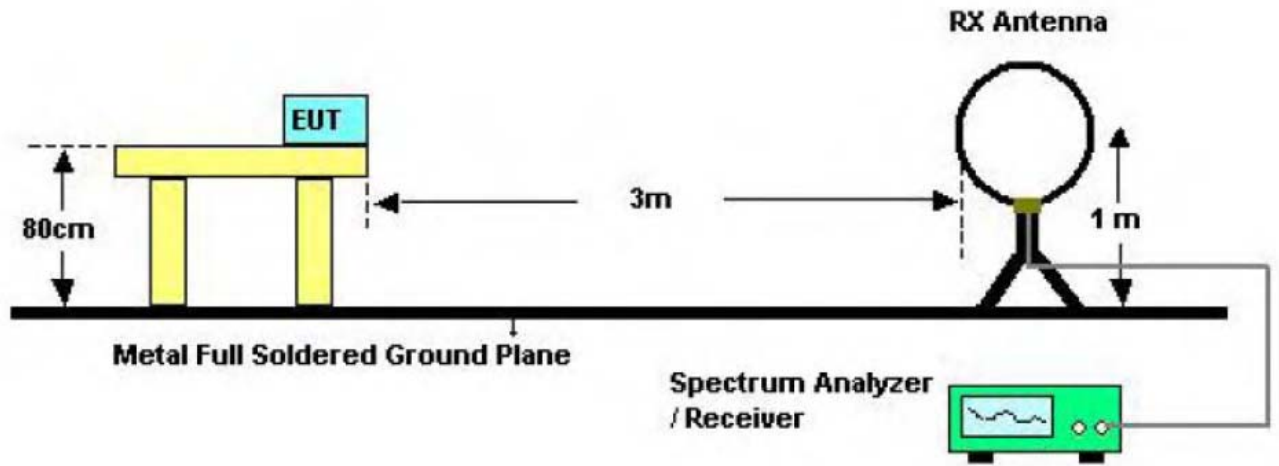 RX Antenna
EUT
80cm
3m
1 m
Metal Full Soldered Ground Plane
Spectrum Analyzer
/ Receiver